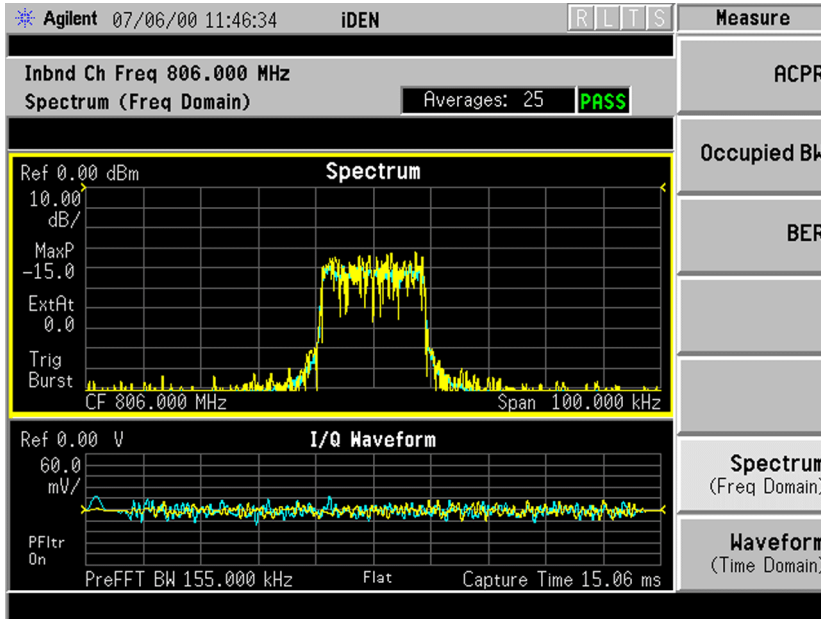 Agilent 07/06/00 11:46:34 iDEN R L T S Measure
Inbnd Ch Freq 806.000 MHz
Spectrum (Freq Domain) Averages: 25 PASS
ACPR
Occupied BW
BER
Spectrum
(Freq Domain)
Waveform
(Time Domain)
Ref 0.00 dBm Spectrum
10.00
dB/
MaxP
-15.0
ExtAt
0.0
Trig
Burst
CF 806.000 MHz Span 100.000 kHz
Ref 0.00 V I/Q Waveform
60.0
mV/
PFltr
On
PreFFT BW 155.000 kHz Flat Capture Time 15.06 ms